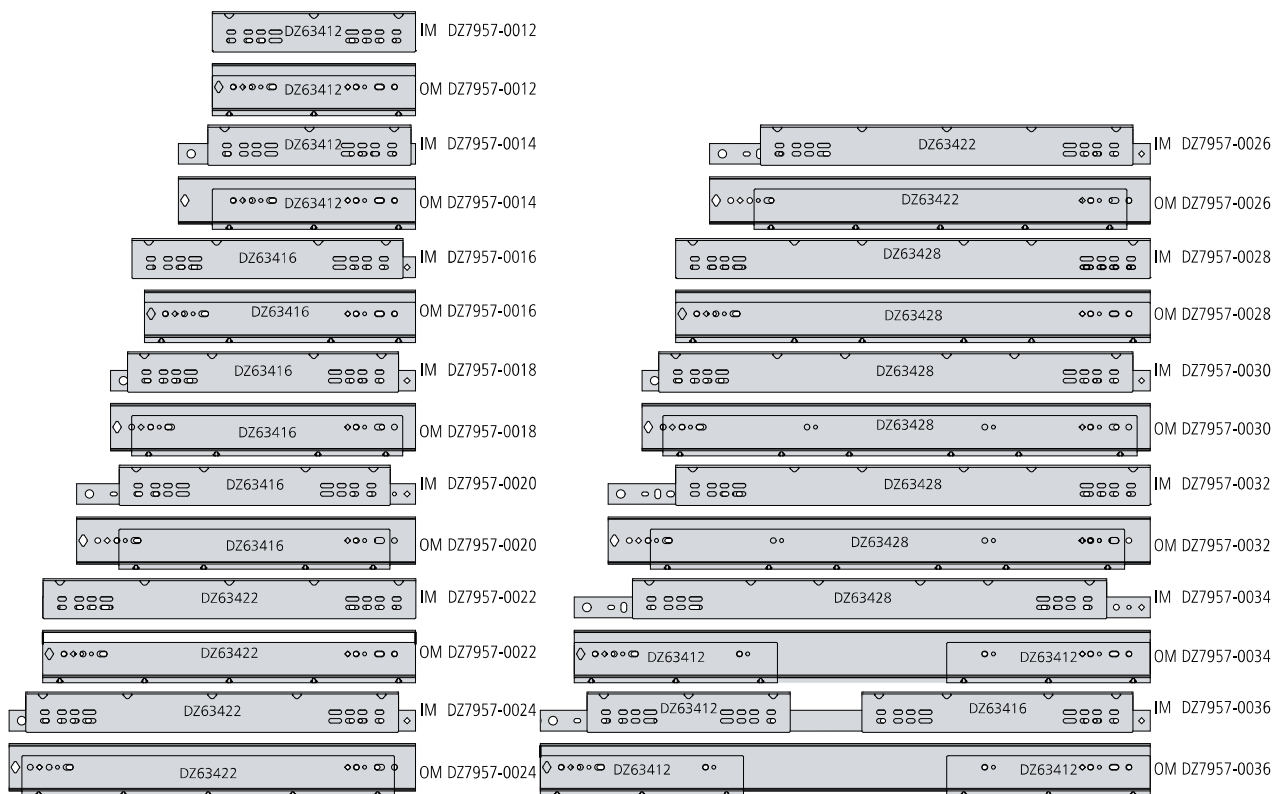 DZ63412 IM DZ7957-0012
DZ63412 OM DZ7957-0012
DZ63412 IM DZ7957-0014
DZ63412 OM DZ7957-0014
DZ63416 IM DZ7957-0016
DZ63416 OM DZ7957-0016
DZ63416 IM DZ7957-0018
DZ63416 OM DZ7957-0018
DZ63416 IM DZ7957-0020
DZ63416 OM DZ7957-0020
DZ63422 IM DZ7957-0022
DZ63422 OM DZ7957-0022
DZ63422 IM DZ7957-0024
DZ63422 OM DZ7957-0024
DZ63422 IM DZ7957-0026
DZ63422 OM DZ7957-0026
DZ63428 IM DZ7957-0028
DZ63428 OM DZ7957-0028
DZ63428 IM DZ7957-0030
DZ63428 OM DZ7957-0030
DZ63428 IM DZ7957-0032
DZ63428 OM DZ7957-0032
DZ63428 IM DZ7957-0034
DZ63412 DZ63412 OM DZ7957-0034
DZ63412 DZ63416 IM DZ7957-0036
DZ63412 DZ63412 OM DZ7957-0036